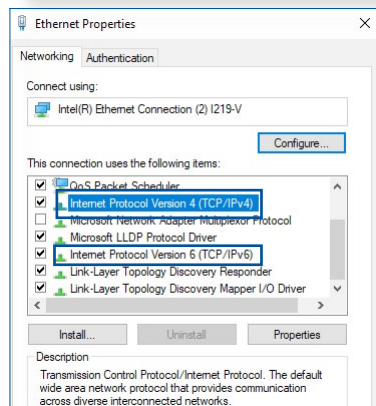 Ethernet Properties
Networking Authentication
Connect using:
Intel(R) Ethernet Connection (2) I219-V
Configure...
This connection uses the following items:
QoS Packet Scheduler
Internet Protocol Version 4 (TCP/IPv4)
Microsoft Network Adapter Multiplexor Protocol
Microsoft LLDP Protocol Driver
Internet Protocol Version 6 (TCP/IPv6)
Link-Layer Topology Discovery Responder
Link-Layer Topology Discovery Mapper I/O Driver
Install... Uninstall Properties
Description
Transmission Control Protocol/Internet Protocol. The default
wide area network protocol that provides communication
across diverse interconnected networks.